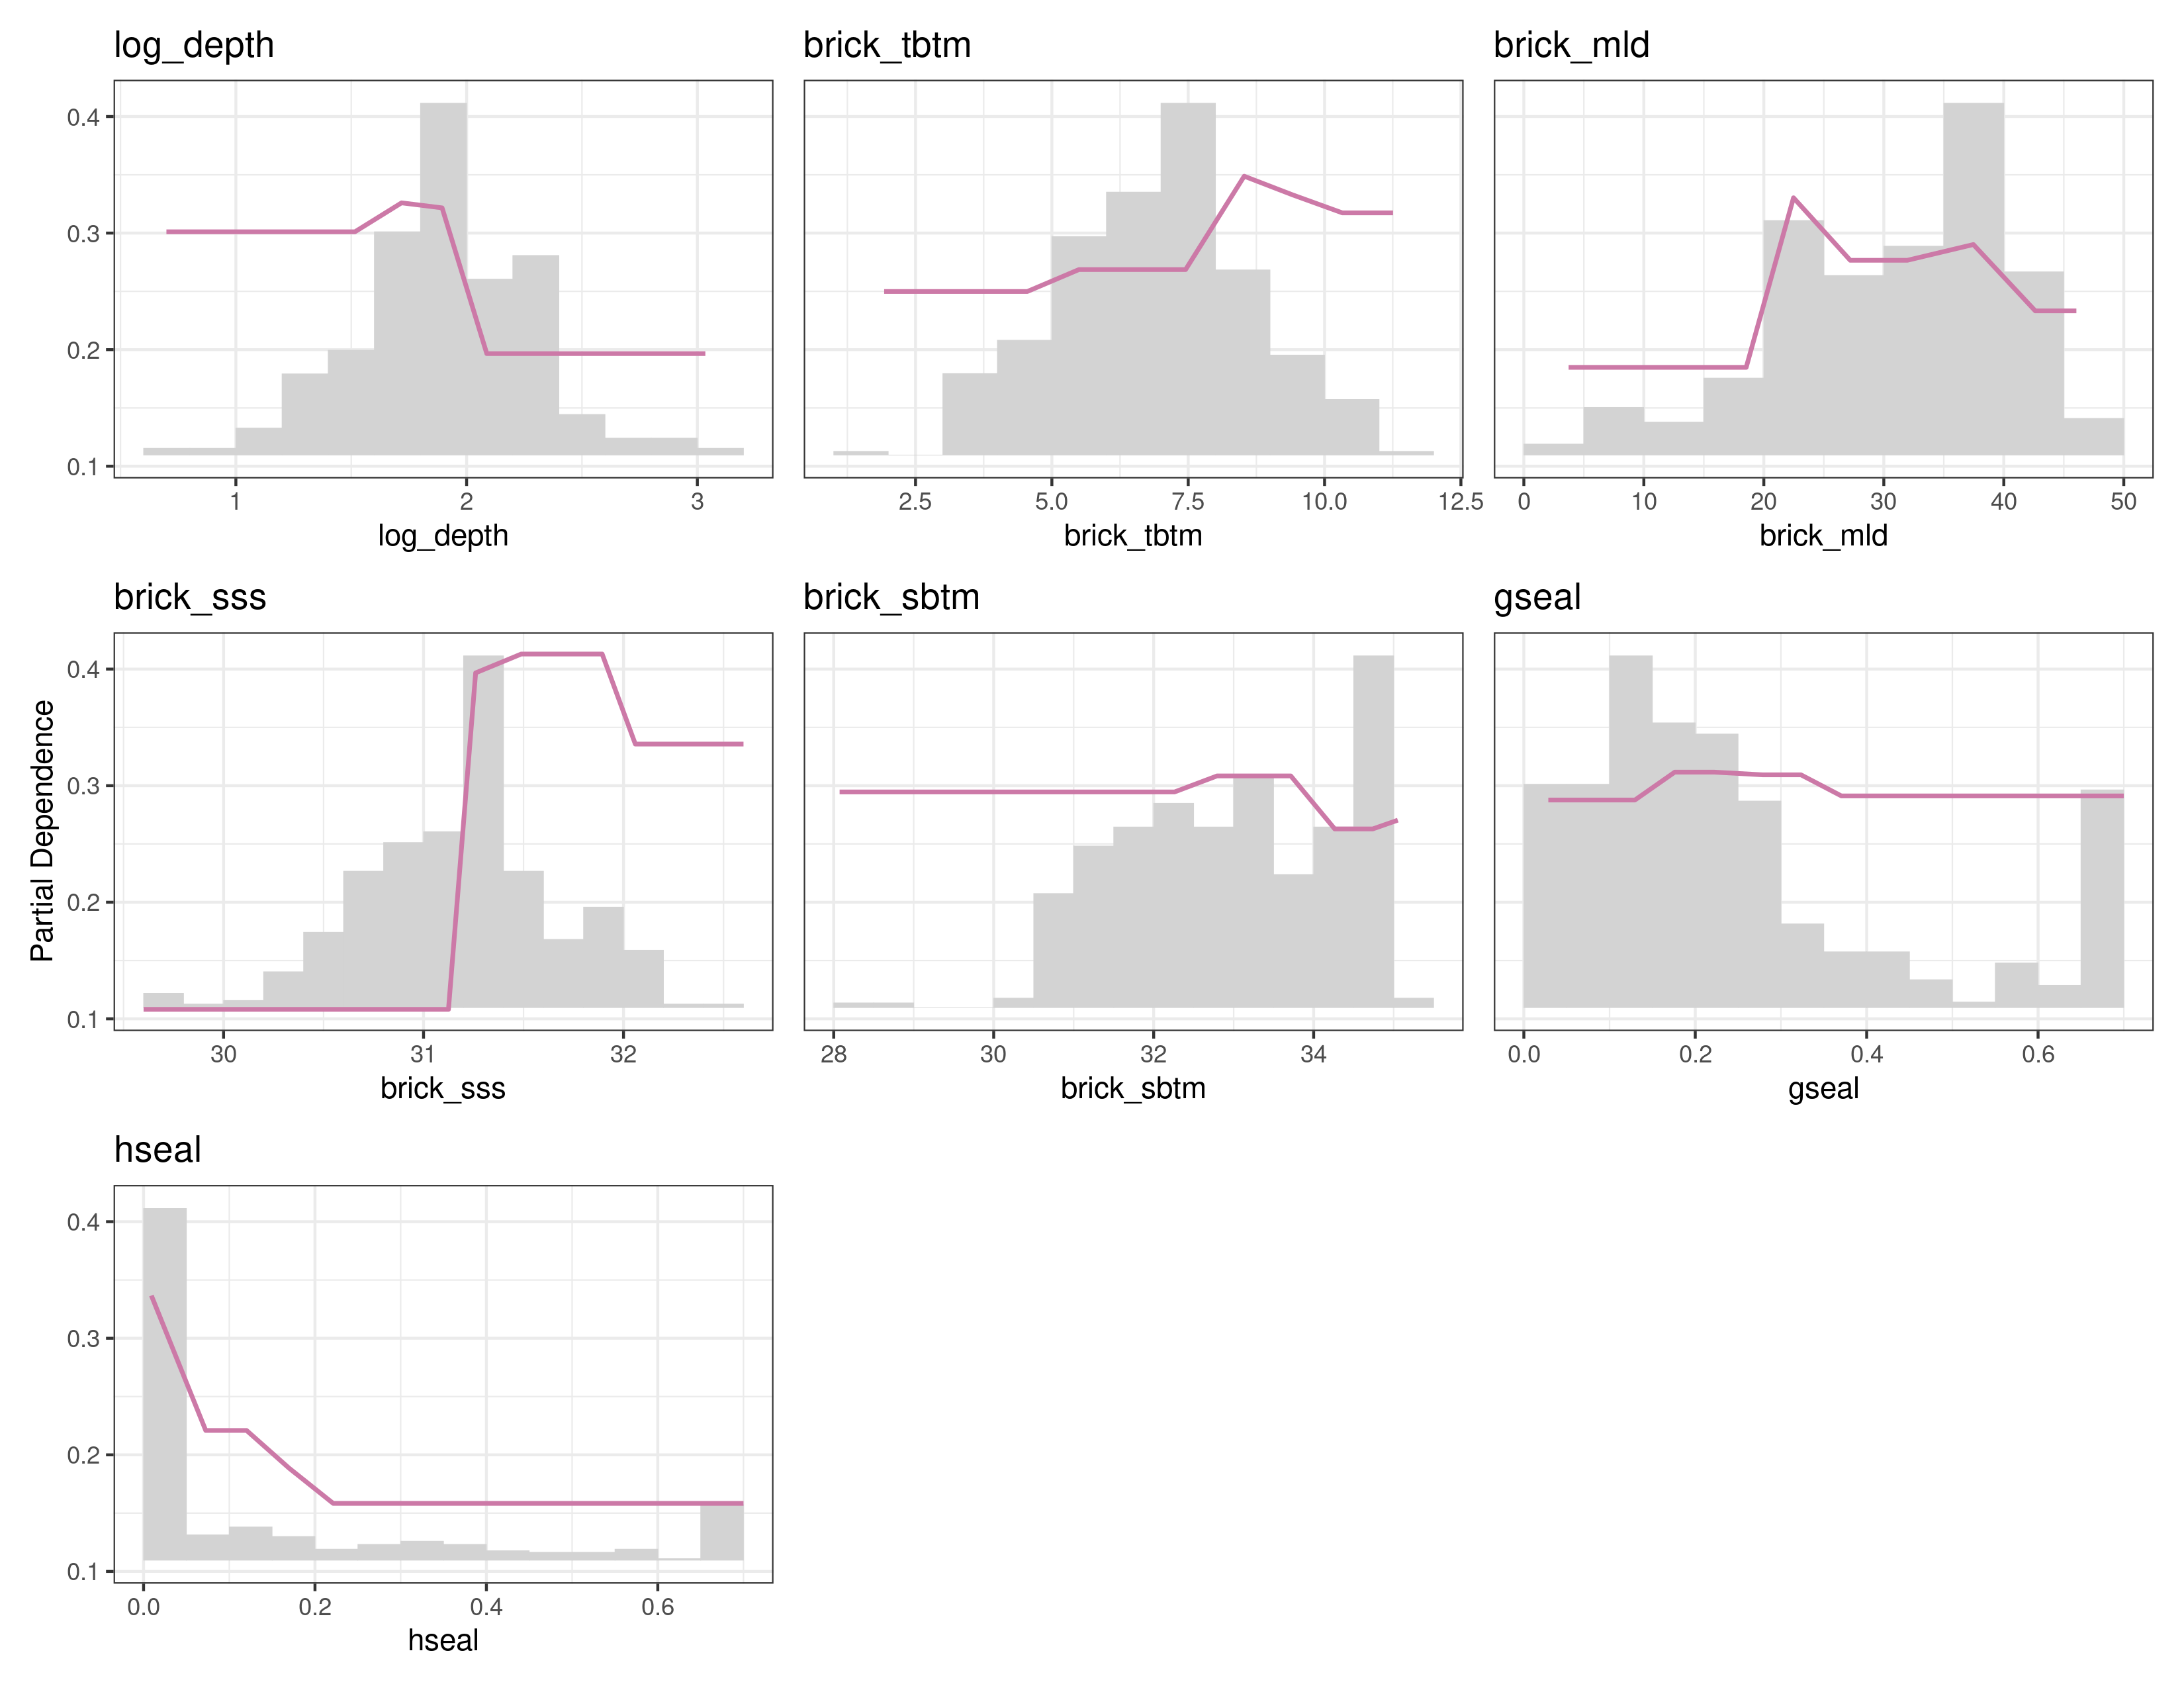 log_depth
brick_tbtm
brick_mld
0.4
0.3
0.2
0.1
1 2 3
2.5 5.0 7.5 10.0 12.5
0 10 20 30 40 50
log_depth
brick_tbtm
brick_mld
brick_sss
brick_sbtm
gseal
Partial Dependence
0.4
0.3
0.2
0.1
30 31 32
28 30 32 34
0.0 0.2 0.4 0.6
brick_sss
brick_sbtm
gseal
hseal
0.4
0.3
0.2
0.1
0.0 0.2 0.4 0.6
hseal